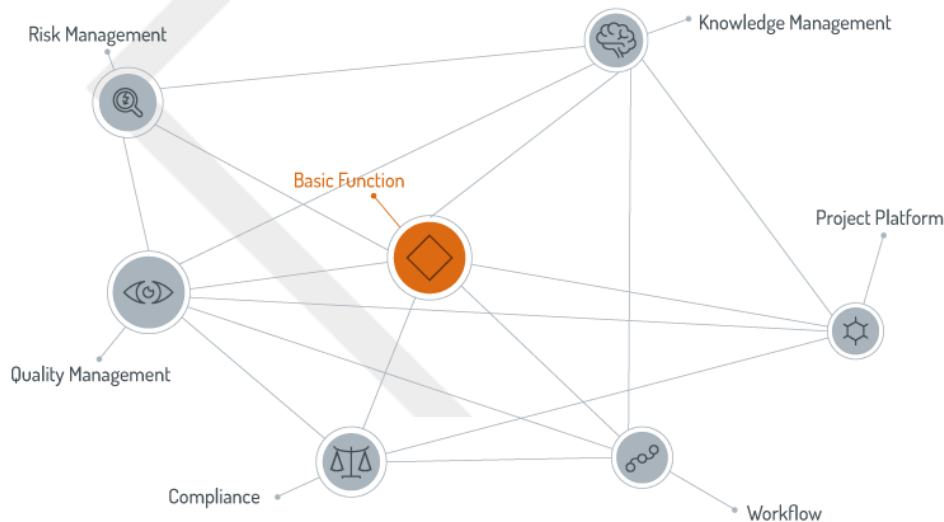 Risk Management
Knowledge Management
Basic Function
Project Platform
Quality Management
Compliance
Workflow